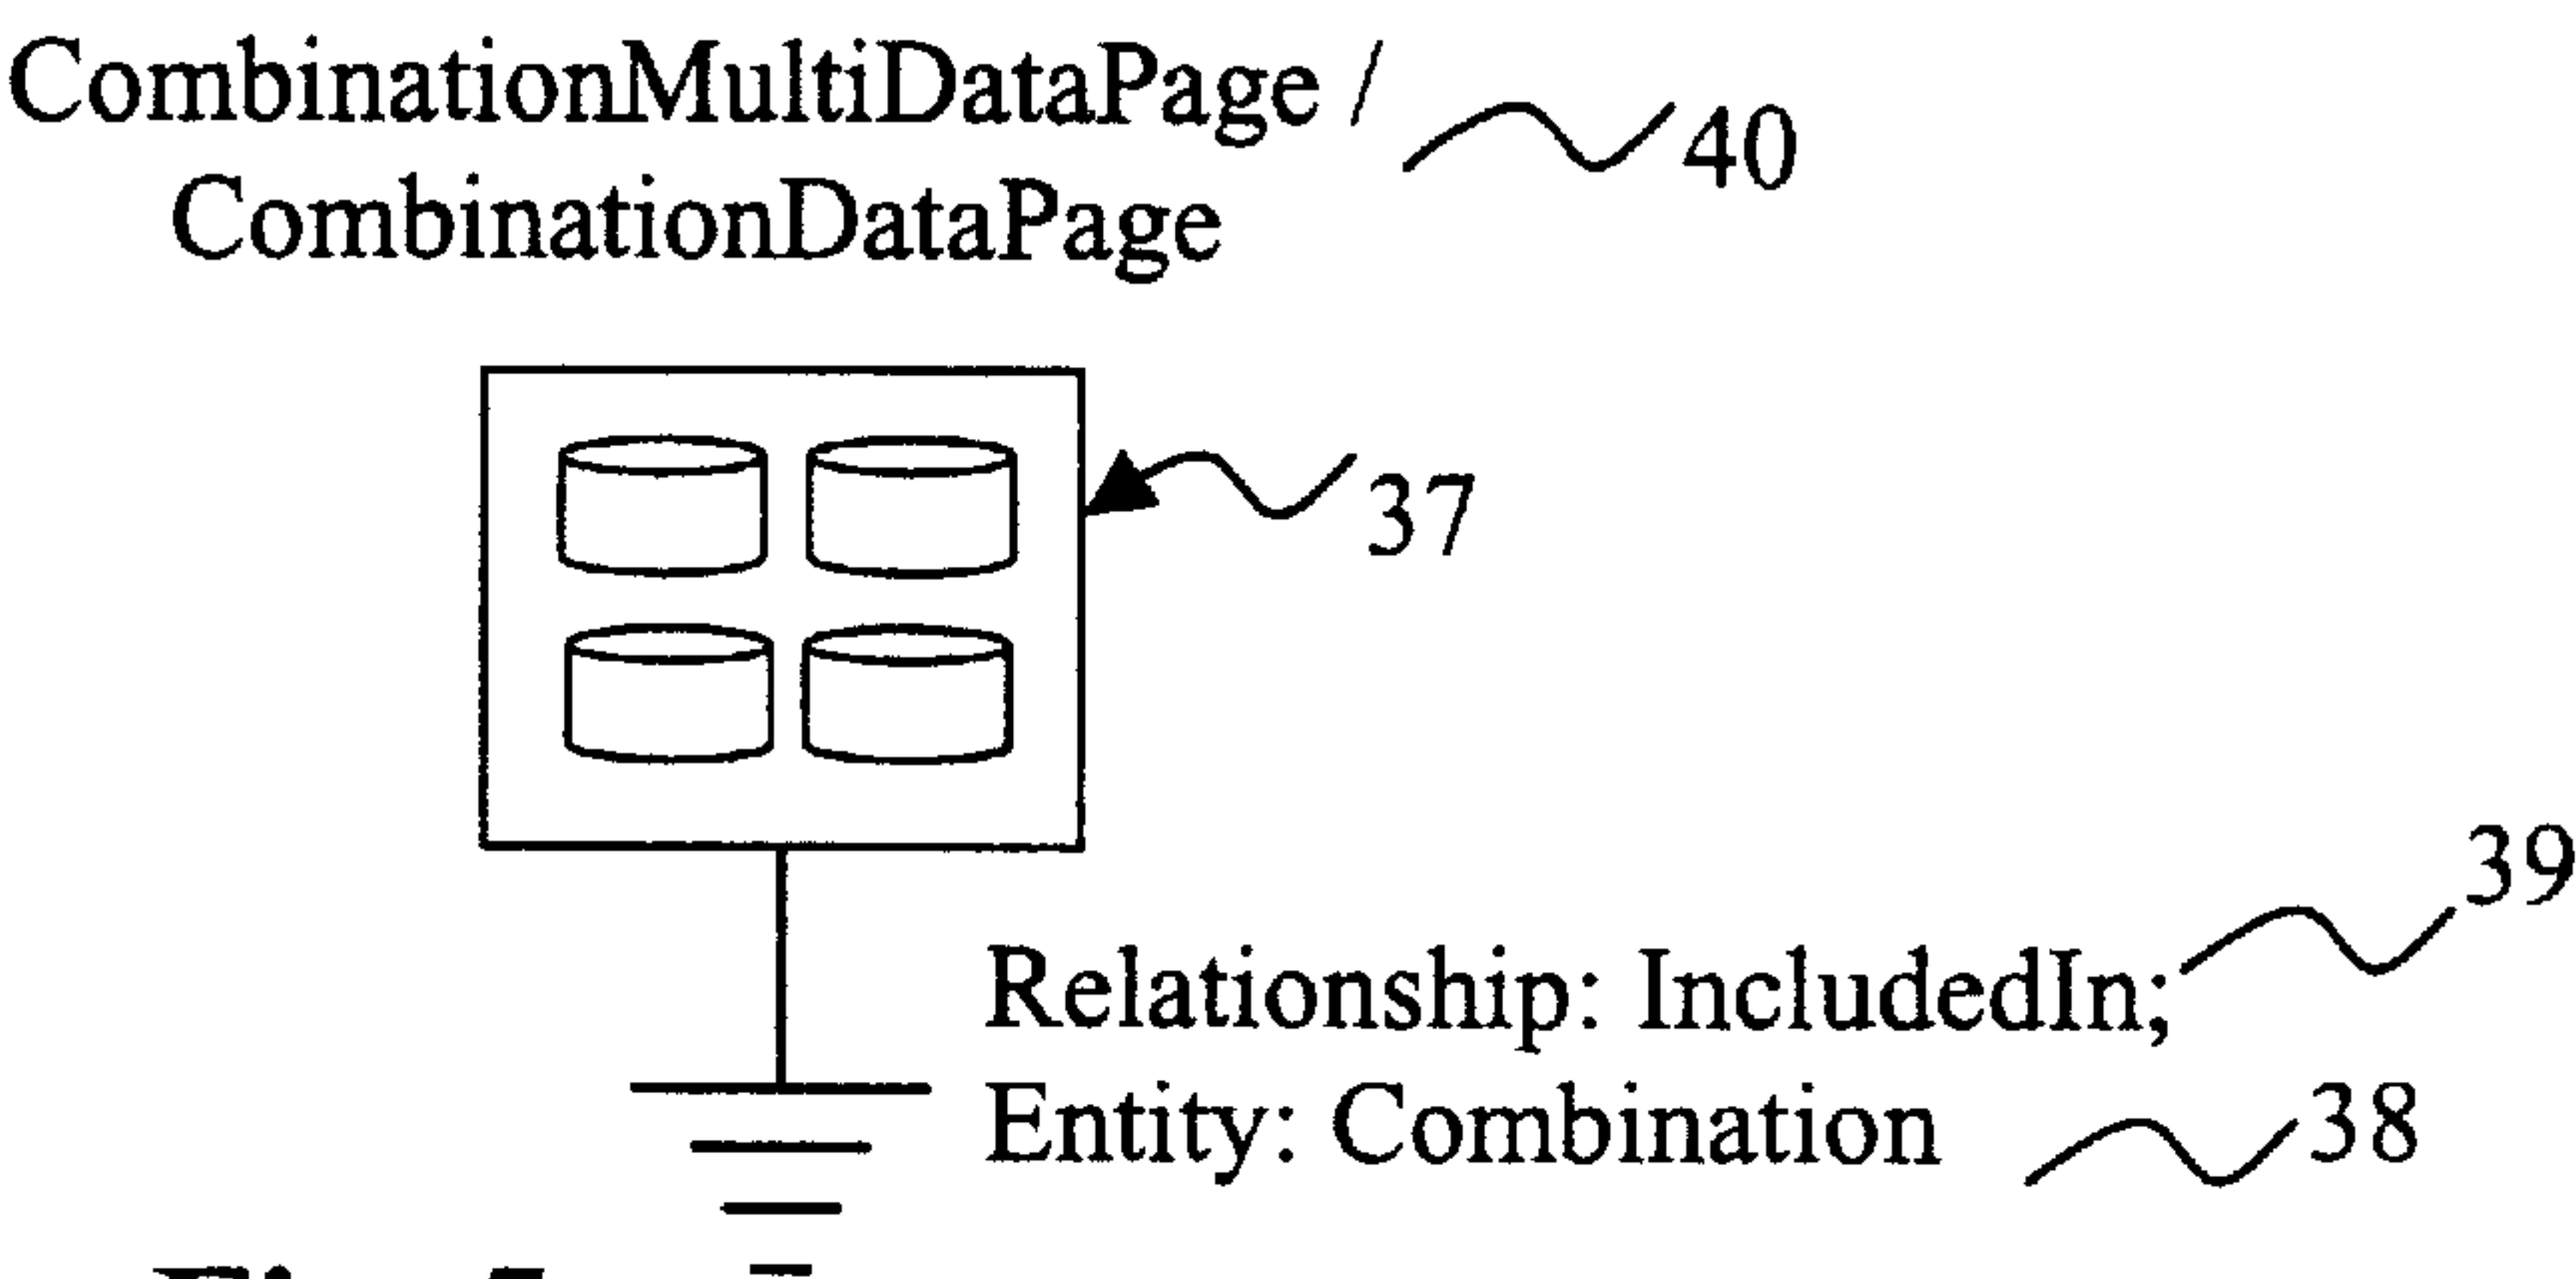 CombinationMultiDataPage / 40
CombinationDataPage
37
39
Relationship: IncludedIn;
Entity: Combination 38